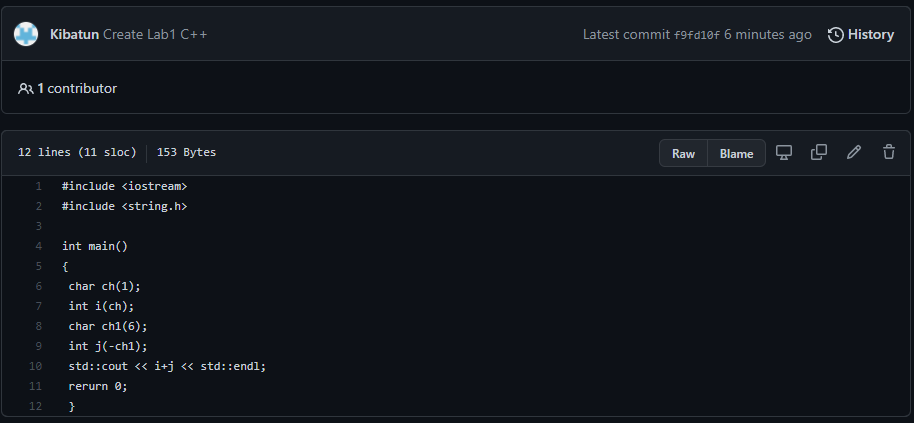 Kibatun Create Lab1 C++ Latest commit f9fd10f 6 minutes ago History
1 contributor
12 lines (11 sloc) 153 Bytes Raw Blame
1 #include <iostream>
2 #include <string.h>
3
4 int main()
5 {
6 char ch(1);
7 int i(ch);
8 char ch1(6);
9 int j(-ch1);
10 std::cout << i+j << std::endl;
11 rerurn 0;
12 }